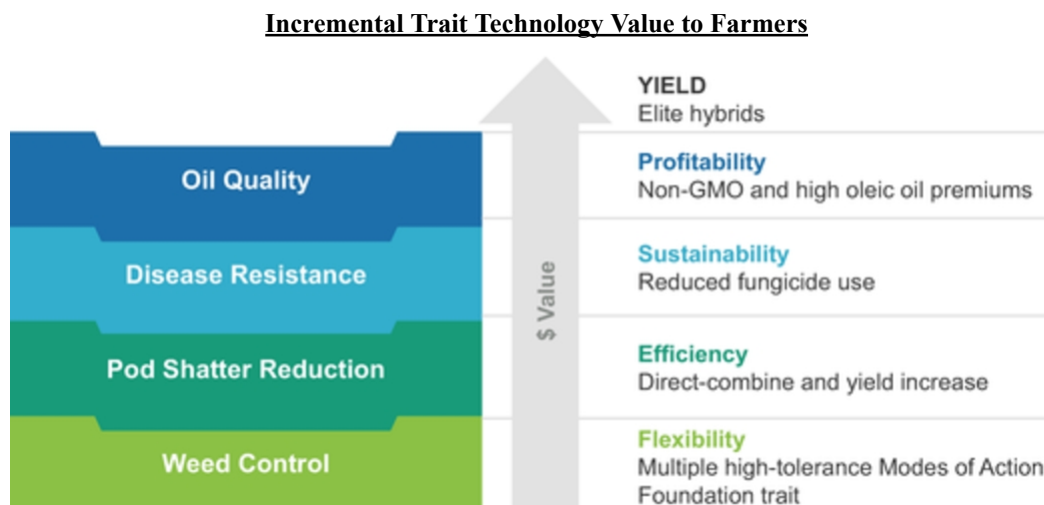 Incremental Trait Technology Value to Farmers
YIELD
Elite hybrids
Oil Quality
Profitability
Non-GMO and high oleic oil premiums
Disease Resistance
Sustainability
Reduced fungicide use
$ Value
Pod Shatter Reduction
Efficiency
Direct-combine and yield increase
Weed Control
Flexibility
Multiple high-tolerance Modes of Action
Foundation trait